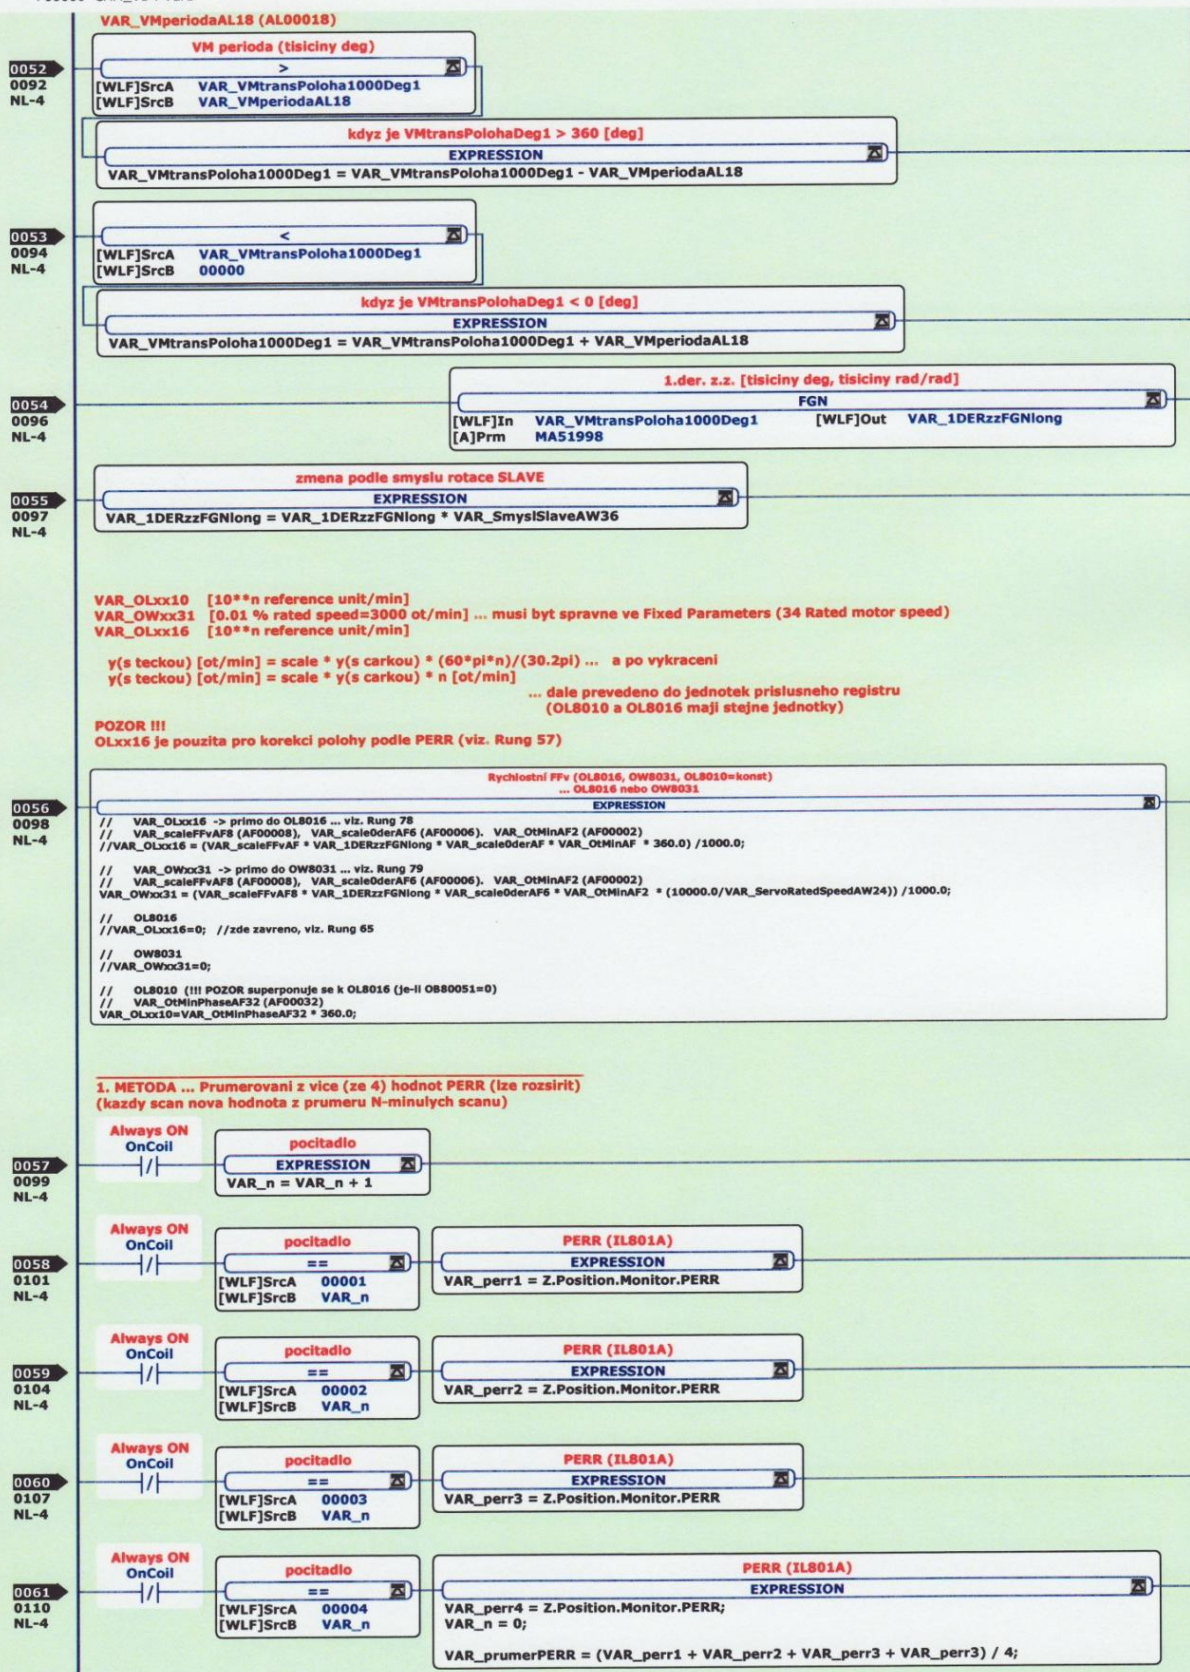 VAR_VMperiodaAL18 (AL00018)
VM perioda (tisiciny deg)
0052
>
0092
[WLF]SrcA VAR_VMtransPoloha1000Deg1
NL-4
[WLF]SrcB VAR_VMperiodaAL18
kdyz je VMtransPolohaDeg1 > 360 [deg]
EXPRESSION
VAR_VMtransPoloha1000Deg1 = VAR_VMtransPoloha1000Deg1 - VAR_VMperiodaAL18
0053
<
0094
[WLF]SrcA VAR_VMtransPoloha1000Deg1
NL-4
[WLF]SrcB 00000
kdyz je VMtransPolohaDeg1 < 0 [deg]
EXPRESSION
VAR_VMtransPoloha1000Deg1 = VAR_VMtransPoloha1000Deg1 + VAR_VMperiodaAL18
1.der. z.z. [tisiciny deg, tisiciny rad/rad]
0054
FGN
0096
[WLF]In VAR_VMtransPoloha1000Deg1 [WLF]Out VAR_1DERzzFGNlong
NL-4
[A]Prm MA51998
zmena podle smyslu rotace SLAVE
0055
EXPRESSION
0097
VAR_1DERzzFGNlong = VAR_1DERzzFGNlong * VAR_SmyslSlaveAW36
NL-4
VAR_OLxx10 [10**n reference unit/min]
VAR_OWxx31 [0.01 % rated speed=3000 ot/min] ... musi byt spravne ve Fixed Parameters (34 Rated motor speed)
VAR_OLxx16 [10**n reference unit/min]
y(s teckou) [ot/min] = scale * y(s carkou) * (60*pi*n)/(30.2pi) ... a po vykraceni
y(s teckou) [ot/min] = scale * y(s carkou) * n [ot/min]
... dale prevedeno do jednotek prislusneho registru
(OL8010 a OL8016 maji stejne jednotky)
POZOR !!!
OLxx16 je pouzita pro korekci polohy podle PERR (viz. Rung 57)
Rychlostní FFv (OL8016, OW8031, OL8010=konst)
... OL8016 nebo OW8031
0056
EXPRESSION
0098
NL-4
// VAR_OLxx16 -> primo do OL8016 ... viz. Rung 78
// VAR_scaleFFvAF8 (AF00008), VAR_scale0derAF6 (AF00006). VAR_OtMinAF2 (AF00002)
//VAR_OLxx16 = (VAR_scaleFFvAF * VAR_1DERzzFGNlong * VAR_scale0derAF * VAR_OtMinAF * 360.0) /1000.0;
// VAR_OWxx31 -> primo do OW8031 ... viz. Rung 79
// VAR_scaleFFvAF8 (AF00008), VAR_scale0derAF6 (AF00006). VAR_OtMinAF2 (AF00002)
VAR_OWxx31 = (VAR_scaleFFvAF8 * VAR_1DERzzFGNlong * VAR_scale0derAF6 * VAR_OtMinAF2 * (10000.0/VAR_ServoRatedSpeedAW24)) /1000.0;
// OL8016
//VAR_OLxx16=0; //zde zavreno, viz. Rung 65
// OW8031
//VAR_OWxx31=0;
// OL8010 (!!! POZOR superponuje se k OL8016 (je-li OB80051=0)
// VAR_OtMinPhaseAF32 (AF00032)
VAR_OLxx10=VAR_OtMinPhaseAF32 * 360.0;
1. METODA ... Prumerovani z vice (ze 4) hodnot PERR (lze rozsirit)
(kazdy scan nova hodnota z prumeru N-minulych scanu)
Always ON
OnCoil
pocitadlo
0057
EXPRESSION
0099
VAR_n = VAR_n + 1
NL-4
Always ON
OnCoil
pocitadlo
PERR (IL801A)
0058
==
EXPRESSION
0101
[WLF]SrcA 00001
VAR_perr1 = Z.Position.Monitor.PERR
NL-4
[WLF]SrcB VAR_n
Always ON
OnCoil
pocitadlo
PERR (IL801A)
0059
==
EXPRESSION
0104
[WLF]SrcA 00002
VAR_perr2 = Z.Position.Monitor.PERR
NL-4
[WLF]SrcB VAR_n
Always ON
OnCoil
pocitadlo
PERR (IL801A)
0060
==
EXPRESSION
0107
[WLF]SrcA 00003
VAR_perr3 = Z.Position.Monitor.PERR
NL-4
[WLF]SrcB VAR_n
Always ON
OnCoil
pocitadlo
PERR (IL801A)
0061
==
EXPRESSION
0110
[WLF]SrcA 00004
VAR_perr4 = Z.Position.Monitor.PERR;
NL-4
[WLF]SrcB VAR_n
VAR_n = 0;
VAR_prumerPERR = (VAR_perr1 + VAR_perr2 + VAR_perr3 + VAR_perr3) / 4;